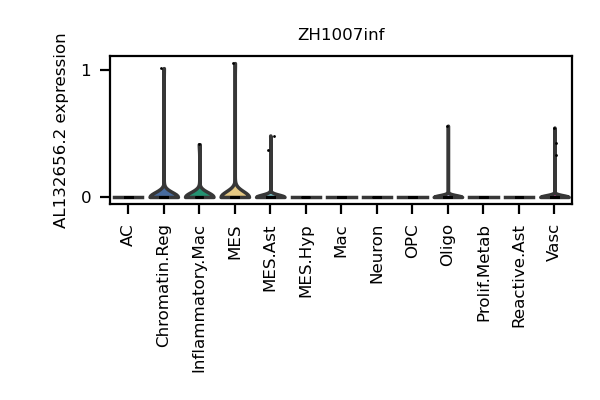 ZH1007inf
AL132656.2 expression
1
0
AC
Chromatin.Reg
Inflammatory.Mac
MES
MES.Ast
MES.Hyp
Mac
Neuron
OPC
Oligo
Prolif.Metab
Reactive.Ast
Vasc